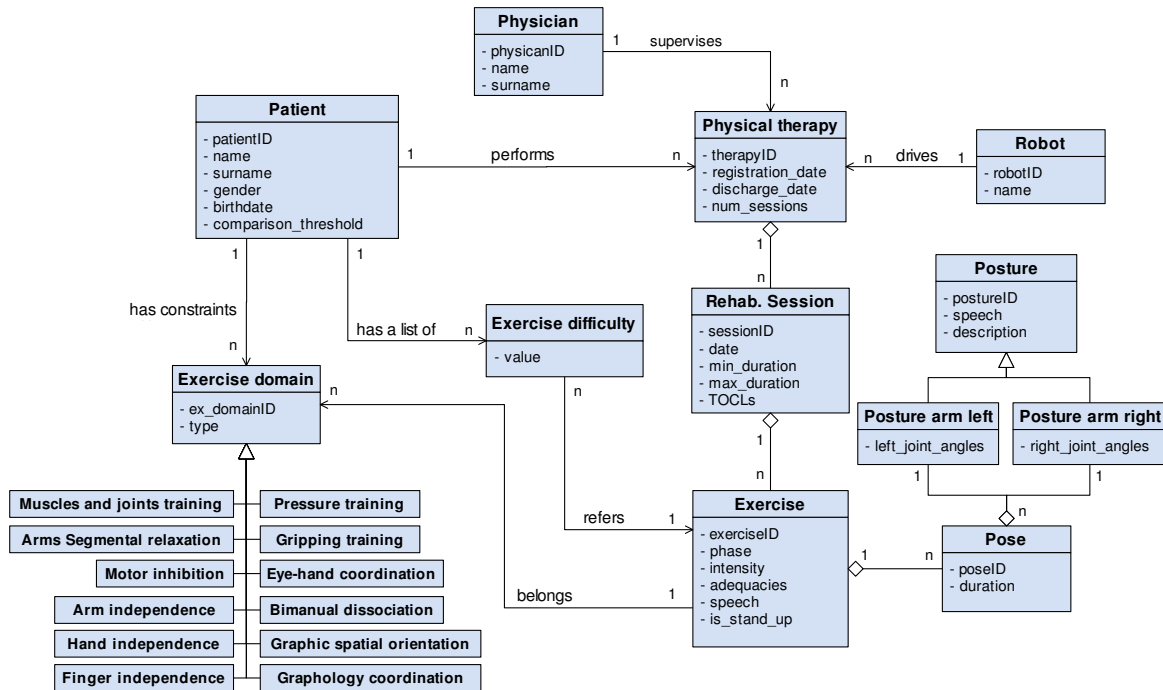 Physician
- physicanID
- name
- surname
1
supervises
n
Patient
- patientID
- name
- surname
- gender
- birthdate
- comparison_threshold
1
performs
n
Physical therapy
- therapyID
- registration_date
- discharge_date
- num_sessions
n
drives
1
Robot
- robotID
- name
1
1
1
n
has constraints
n
has a list of
n
Exercise difficulty
- value
Rehab. Session
- sessionID
- date
- min_duration
- max_duration
- TOCLs
Posture
- postureID
- speech
- description
Exercise domain
- ex_domainID
- type
n
n
Posture arm left
- left_joint_angles
Posture arm right
- right_joint_angles
1
n
1
1
n
Muscles and joints training
Pressure training
Arms Segmental relaxation
Gripping training
Motor inhibition
Eye-hand coordination
Arm independence
Bimanual dissociation
Hand independence
Graphic spatial orientation
Finger independence
Graphology coordination
refers
1
belongs
1
Exercise
- exerciseID
- phase
- intensity
- adequacies
- speech
- is_stand_up
1
n
Pose
- poseID
- duration